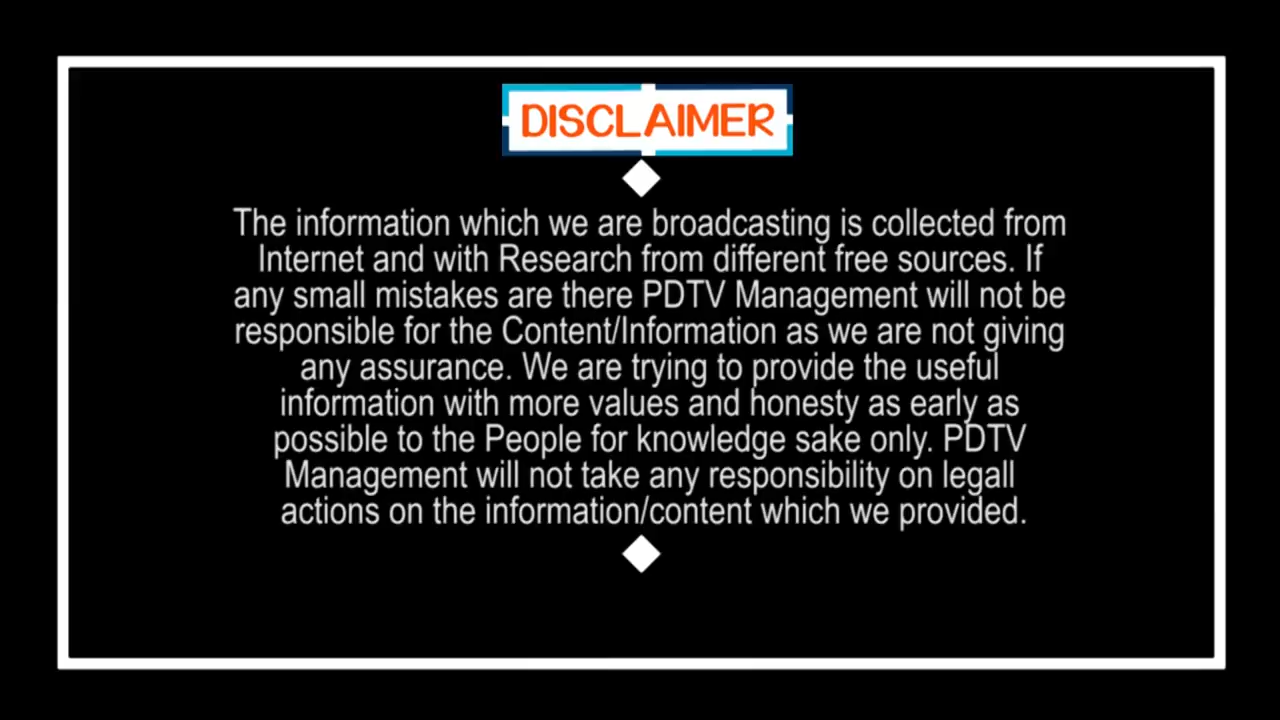 DISCLAIMER
The information which we are broadcasting is collected from
Internet and with Research from different free sources. If
any small mistakes are there PDTV Management will not be
responsible for the Content/Information as we are not giving
any assurance. We are trying to provide the useful
information with more values and honesty as early as
possible to the People for knowledge sake only. PDTV
Management will not take any responsibility on legall
actions on the information/content which we provided.